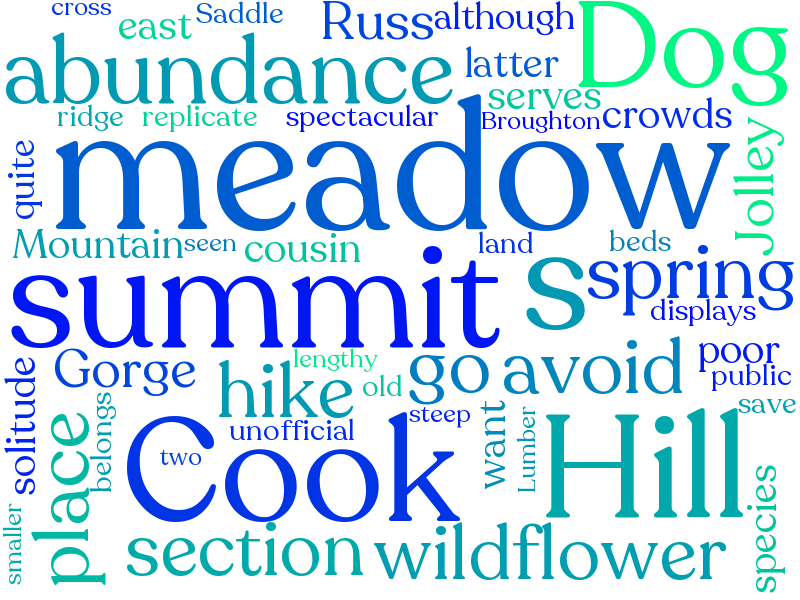 cross
Saddle
east
Russ
although
Dog
abundance
latter
serves
ridge
replicate
spectacular
Broughton
crowds
quite
meadow
Jolley
Mountain
seen
cousin
land
beds
summit
s
spring
displays
Gorge
lengthy
hike
old
go
avoid
poor
public
solitude
belongs
place
unofficial
steep
save
two
Cook
want
Lumber
Hill
smaller
section
wildflower
species